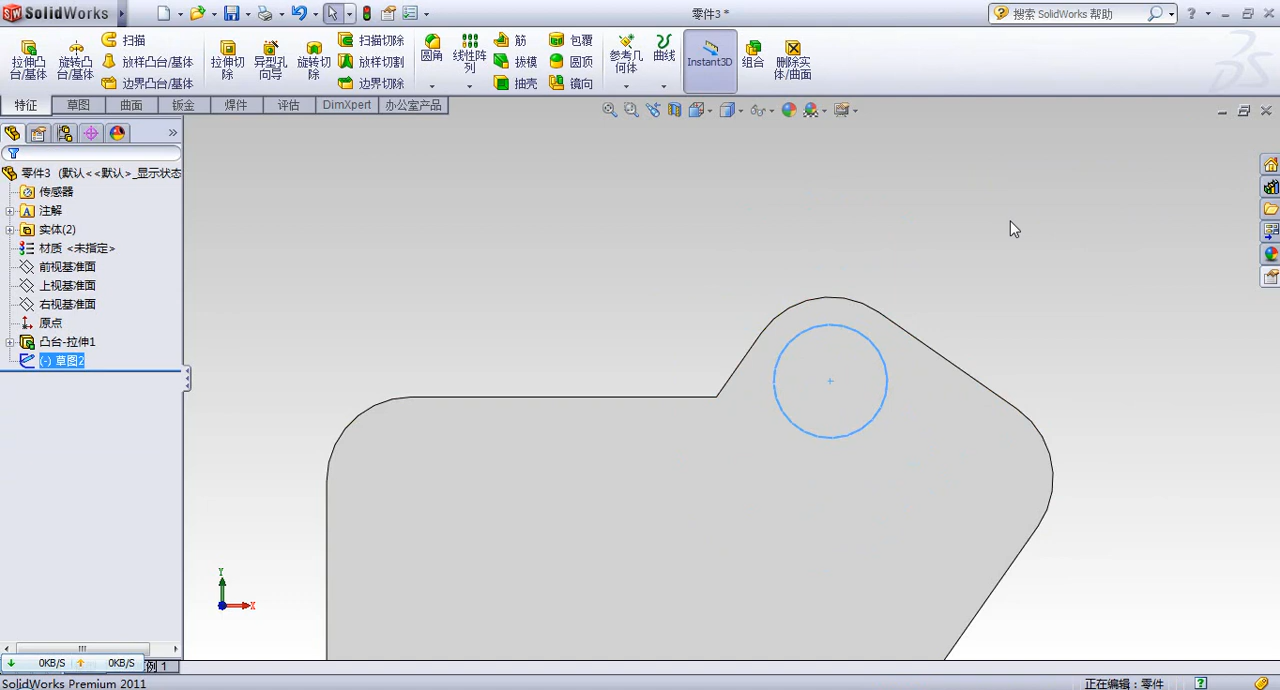 SolidWorks
零件3 *
搜索 SolidWorks 帮助
拉伸凸台/基体
旋转凸台/基体
扫描
放样凸台/基体
边界凸台/基体
拉伸切除
异型孔向导
旋转切除
扫描切除
放样切割
边界切除
圆角
线性阵列
筋
拔模
抽壳
包覆
圆顶
镜向
参考几何体
曲线
Instant3D
组合
删除实体/曲面
特征
草图
曲面
钣金
焊件
评估
DimXpert
办公室产品
零件3 (默认<<默认>_显示状态
传感器
注解
实体(2)
材质 <未指定>
前视基准面
上视基准面
右视基准面
原点
凸台-拉伸1
(-) 草图2
Y
X
0KB/S
0KB/S
例 1
SolidWorks Premium 2011
正在编辑：零件